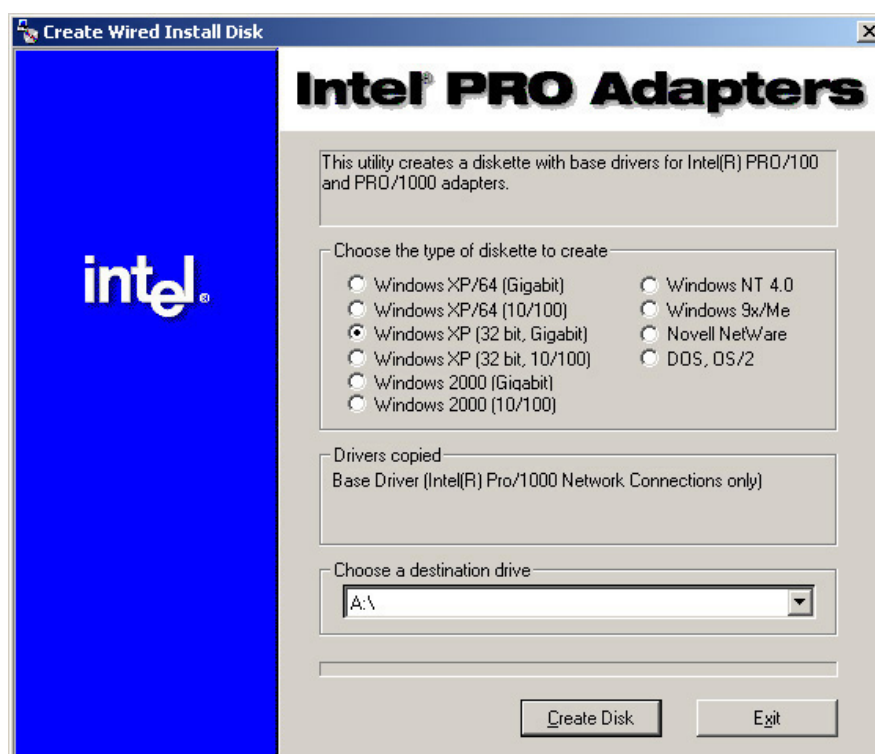 Create Wired Install Disk
Intel® PRO Adapters
This utility creates a diskette with base drivers for Intel(R) PRO/100
and PRO/1000 adapters.
intel®
Choose the type of diskette to create
Windows XP/64 (Gigabit)
Windows XP/64 (10/100)
Windows XP (32 bit, Gigabit)
Windows XP (32 bit, 10/100)
Windows 2000 (Gigabit)
Windows 2000 (10/100)
Windows NT 4.0
Windows 9x/Me
Novell NetWare
DOS, OS/2
Drivers copied
Base Driver (Intel(R) Pro/1000 Network Connections only)
Choose a destination drive
A:\
Create Disk
Exit